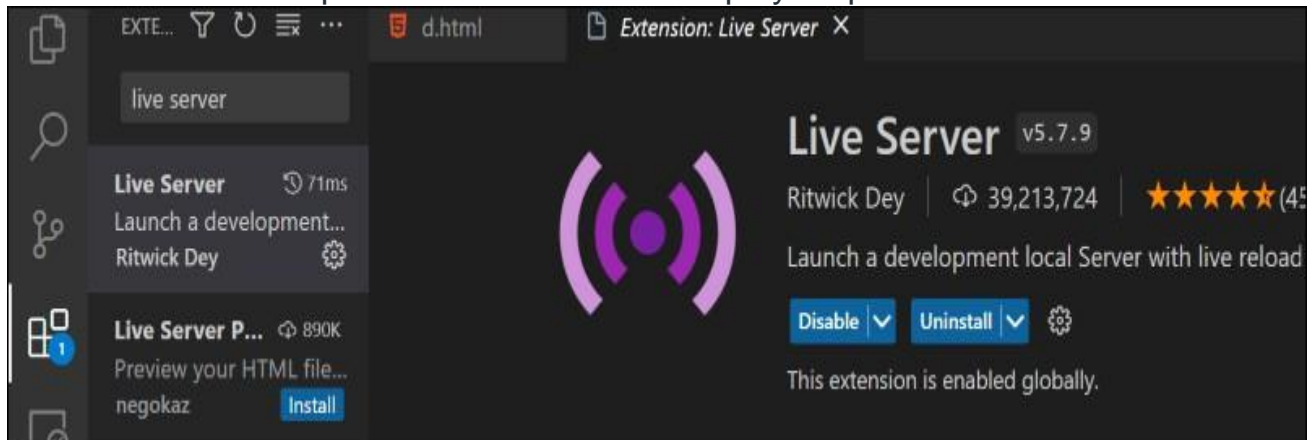 EXTE... d.html Extension: Live Server
live server
Live Server 71ms
Launch a development...
Ritwick Dey
Live Server P... 890K
Preview your HTML file...
negokaz Install
1
Live Server v5.7.9
Ritwick Dey 39,213,724 (45
Launch a development local Server with live reload
Disable Uninstall
This extension is enabled globally.